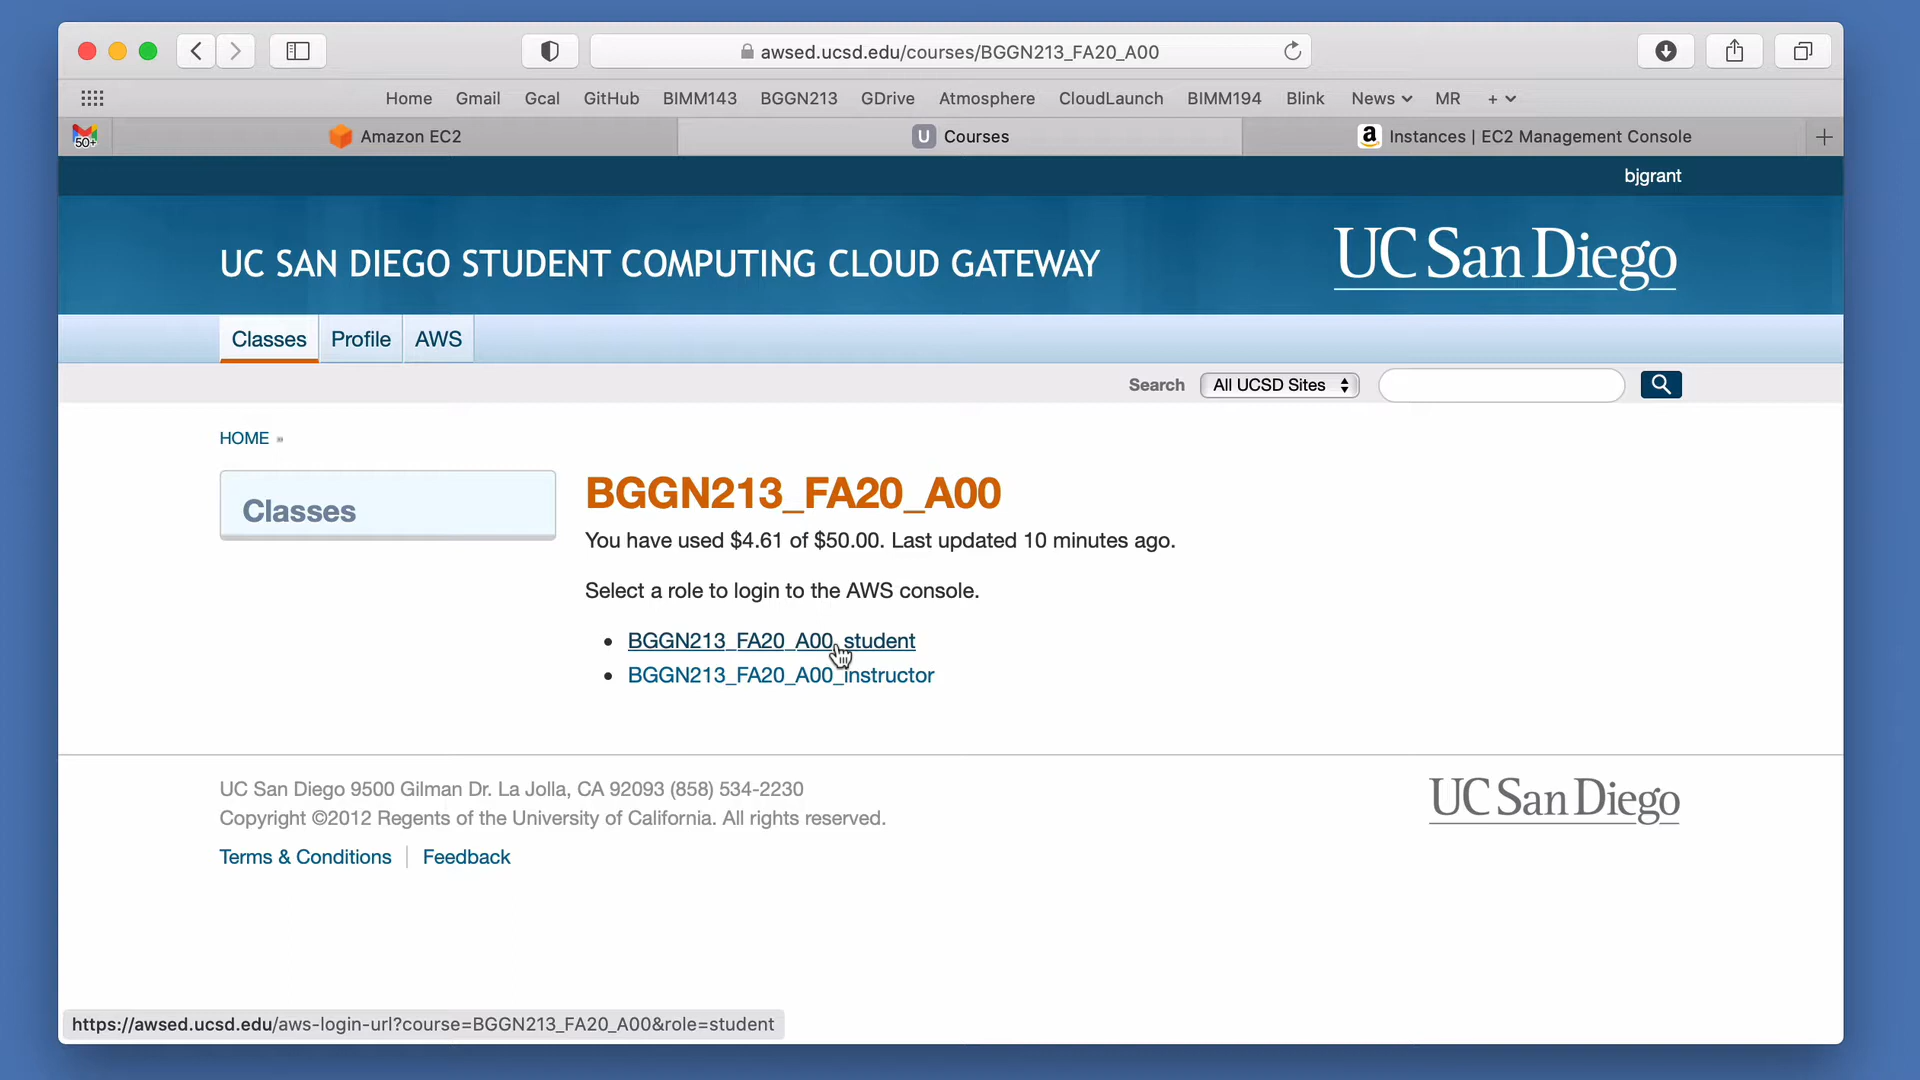 awsed.ucsd.edu/courses/BGGN213_FA20_A00
Home Gmail Gcal GitHub BIMM143 BGGN213 GDrive Atmosphere CloudLaunch BIMM194 Blink News MR +
50+ Amazon EC2 U Courses a Instances | EC2 Management Console
bjgrant
UC SAN DIEGO STUDENT COMPUTING CLOUD GATEWAY
UC San Diego
Classes Profile AWS
Search All UCSD Sites
HOME »
Classes
BGGN213_FA20_A00
You have used $4.61 of $50.00. Last updated 10 minutes ago.
Select a role to login to the AWS console.
• BGGN213_FA20_A00_student
• BGGN213_FA20_A00_instructor
UC San Diego 9500 Gilman Dr. La Jolla, CA 92093 (858) 534-2230
Copyright ©2012 Regents of the University of California. All rights reserved.
Terms & Conditions | Feedback
UC San Diego
https://awsed.ucsd.edu/aws-login-url?course=BGGN213_FA20_A00&role=student